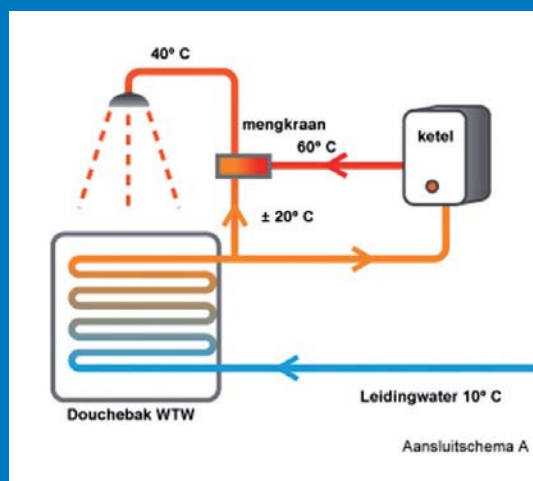 40º C
mengkraan
60º C
ketel
± 20º C
Leidingwater 10º C
Douchebak WTW
Aansluitschema A